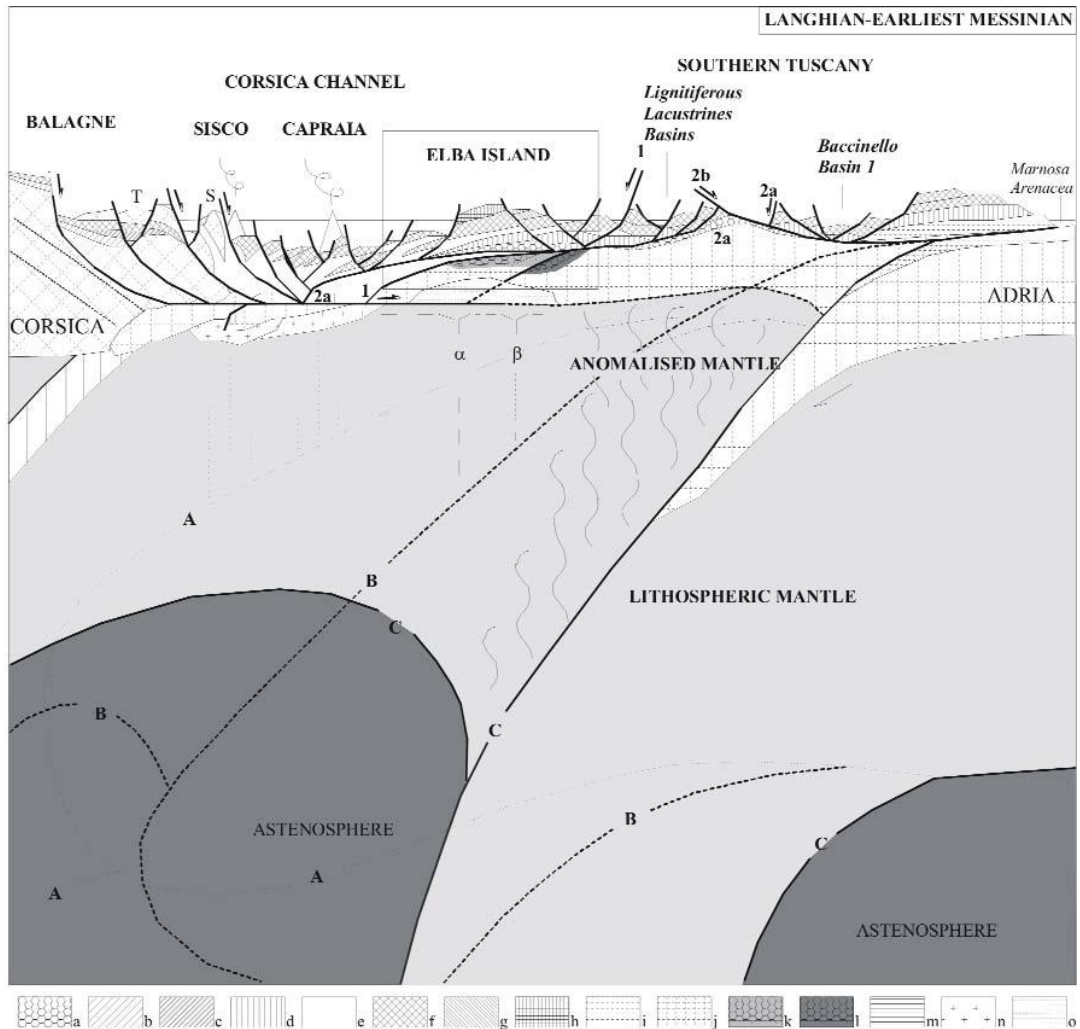 LANGHIAN-EARLIEST MESSINIAN
SOUTHERN TUSCANY
CORSICA CHANNEL
Lignitiferous
Lacustrines
Basins
BALAGNE
SISCO
CAPRAIA
ELBA ISLAND
Baccinello
Basin 1
Marnosa
Arenacea
1
2b
2a
T
S
2a
2a
1
CORSICA
ADRIA
α
β
ANOMALISED MANTLE
A
B
C
LITHOSPHERIC MANTLE
B
C
B
C
ASTENOSPHERE
A
A
ASTENOSPHERE
a b c d e f g h i j k l m n o